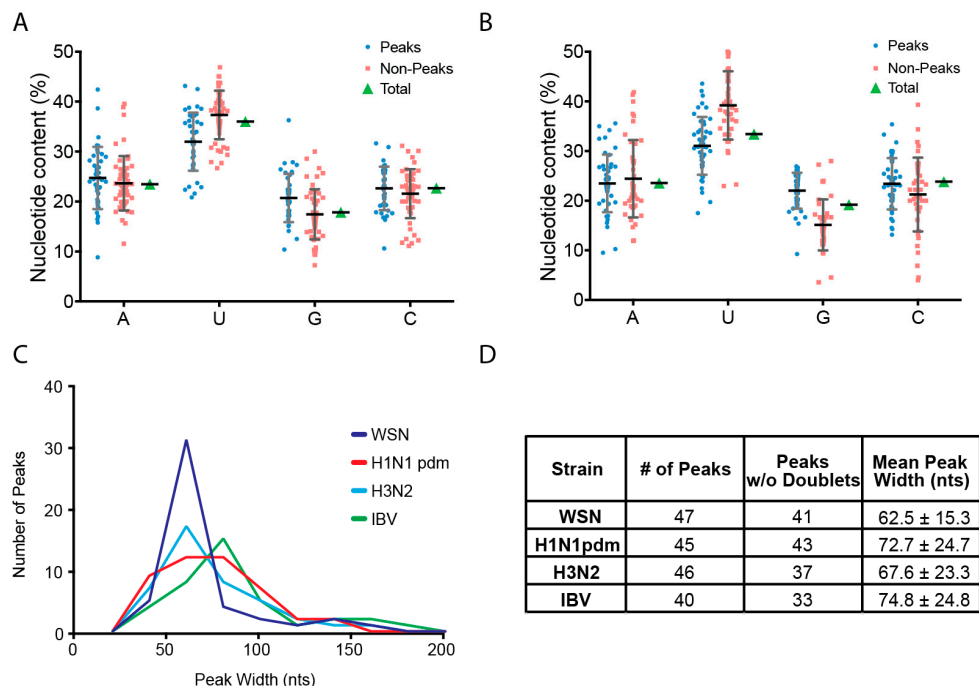 A
Nucleotide content (%)
50
40
30
20
10
0
A U G C
Peaks
Non-Peaks
Total
B
Nucleotide content (%)
50
40
30
20
10
0
A U G C
Peaks
Non-Peaks
Total
C
Number of Peaks
40
30
20
10
0
0 50 100 150 200
Peak Width (nts)
WSN
H1N1 pdm
H3N2
IBV
D
Strain # of Peaks Peaks w/o Doublets Mean Peak Width (nts)
WSN 47 41 62.5 ± 15.3
H1N1pdm 45 43 72.7 ± 24.7
H3N2 46 37 67.6 ± 23.3
IBV 40 33 74.8 ± 24.8